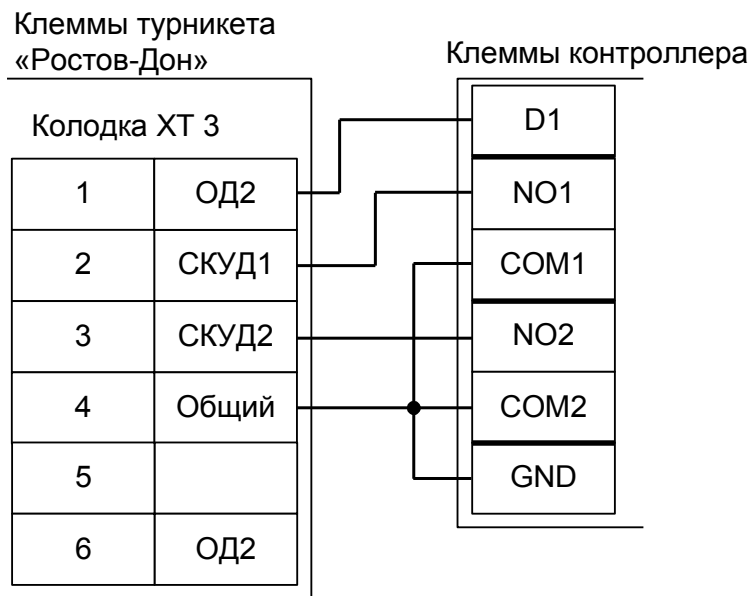 Клеммы турникета
«Ростов-Дон»
Клеммы контроллера
Колодка XT 3
1 ОД2
2 СКУД1
3 СКУД2
4 Общий
5
6 ОД2
D1
NO1
COM1
NO2
COM2
GND